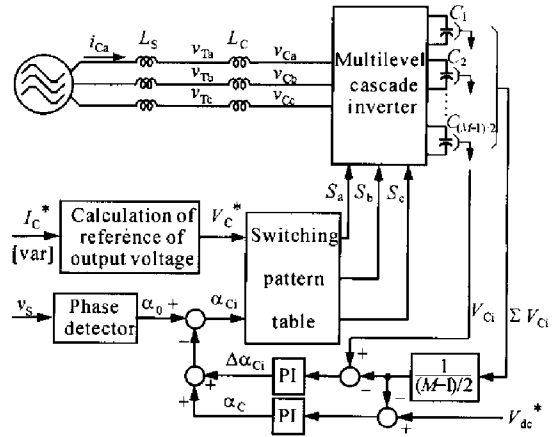 i_Ca L_S v_Ta L_C v_Ca
v_Tb v_Cb
v_Tc v_Cc
Multilevel
cascade
inverter
C_1
C_2
C_(M-1)/2
S_a S_b S_c
I_C*
[var]
Calculation of
reference of
output voltage
V_C*
Switching
pattern
table
v_S
Phase
detector
α_0 +
−
α_Ci
V_Ci
Σ V_Ci
Δα_Ci
PI
+
−
1
(M-1)/2
+
+
α_C
PI
−
+
V_dc*